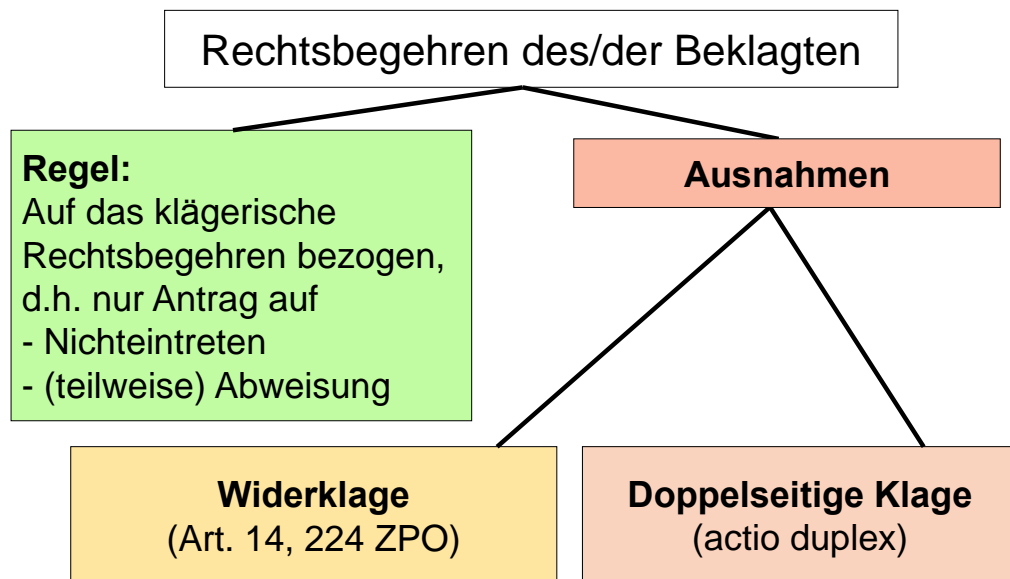 Rechtsbegehren des/der Beklagten
Regel:
Auf das klägerische
Rechtsbegehren bezogen,
d.h. nur Antrag auf
- Nichteintreten
- (teilweise) Abweisung
Ausnahmen
Widerklage
(Art. 14, 224 ZPO)
Doppelseitige Klage
(actio duplex)